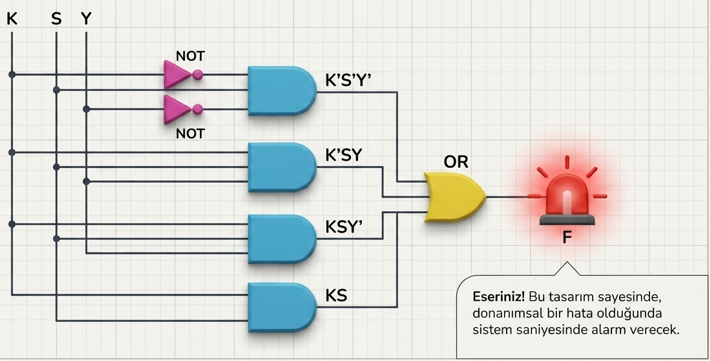 K S Y
NOT
K'S'Y'
NOT
K'SY
OR
KSY'
F
KS
Eseriniz! Bu tasarım sayesinde,
donanımsal bir hata olduğunda
sistem saniyesinde alarm verecek.